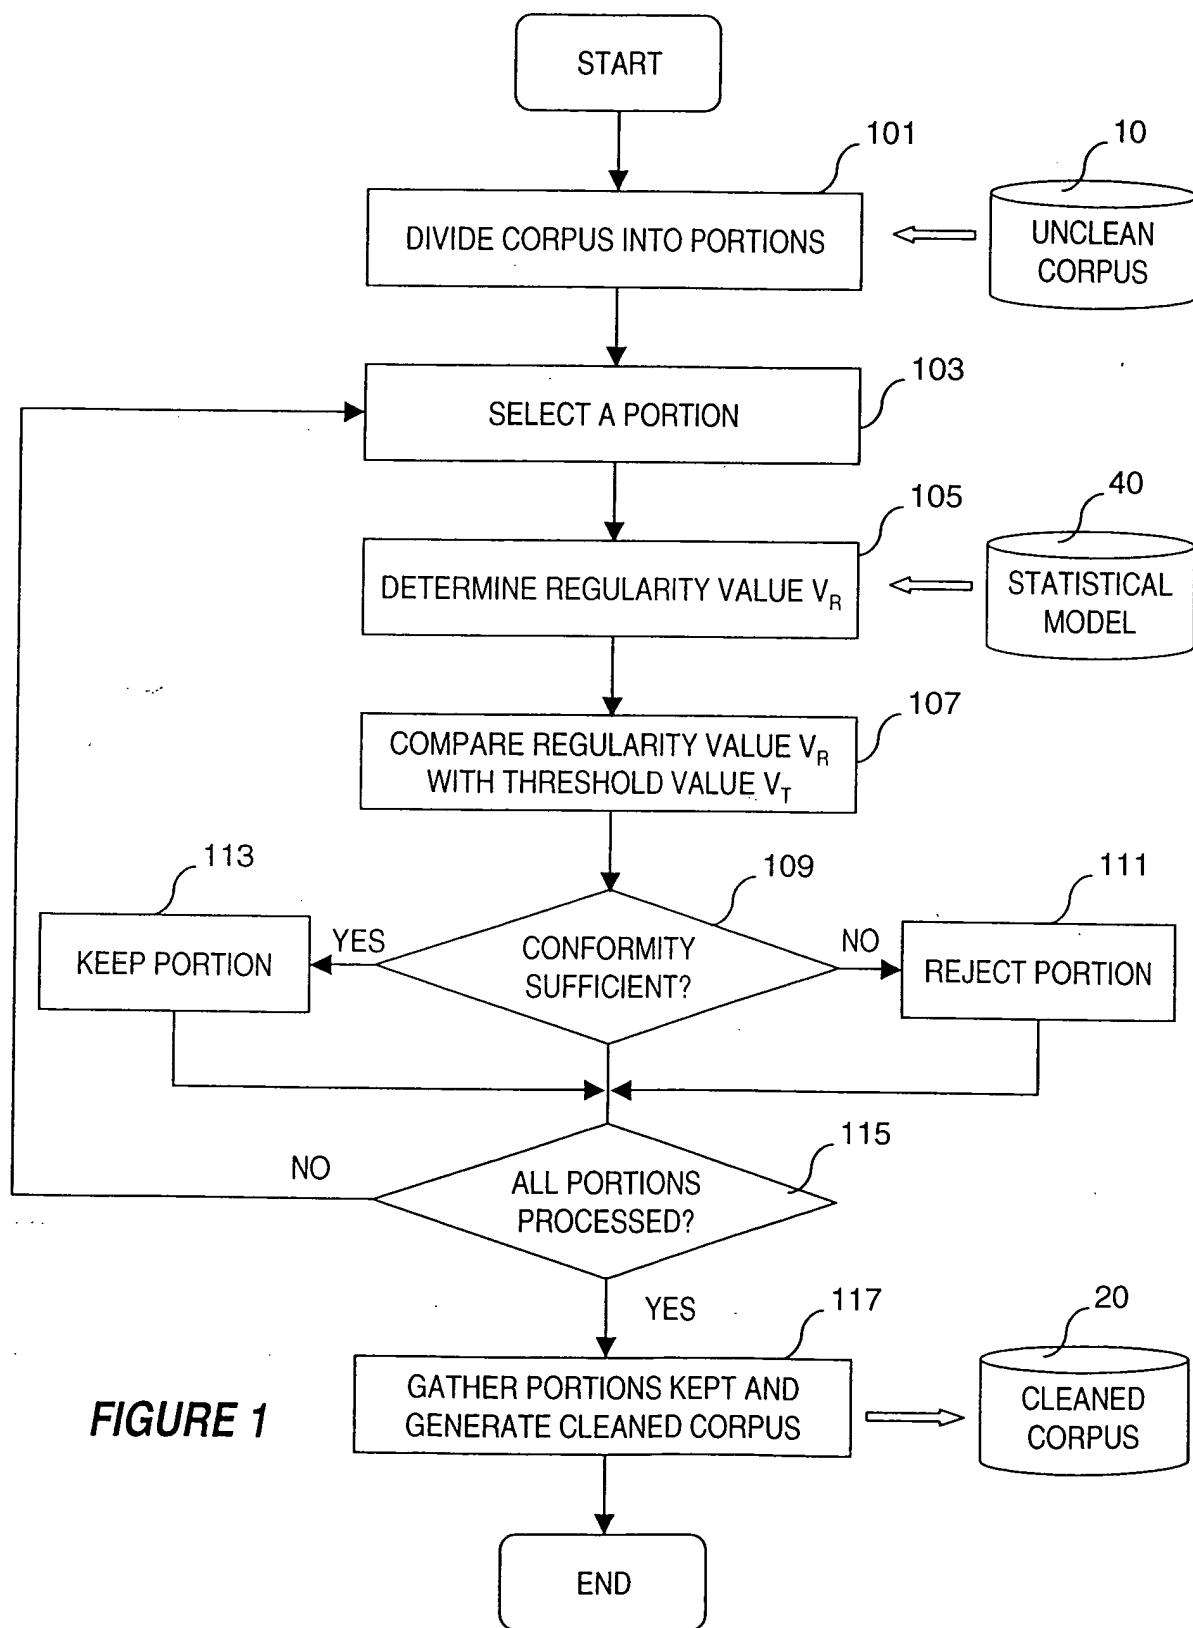 START
101
10
DIVIDE CORPUS INTO PORTIONS
UNCLEAN
CORPUS
103
SELECT A PORTION
105
40
DETERMINE REGULARITY VALUE V_R
STATISTICAL
MODEL
107
COMPARE REGULARITY VALUE V_R
WITH THRESHOLD VALUE V_T
113
109
111
YES
NO
KEEP PORTION
CONFORMITY
SUFFICIENT?
REJECT PORTION
115
NO
ALL PORTIONS
PROCESSED?
YES
117
20
GATHER PORTIONS KEPT AND
GENERATE CLEANED CORPUS
CLEANED
CORPUS
FIGURE 1
END